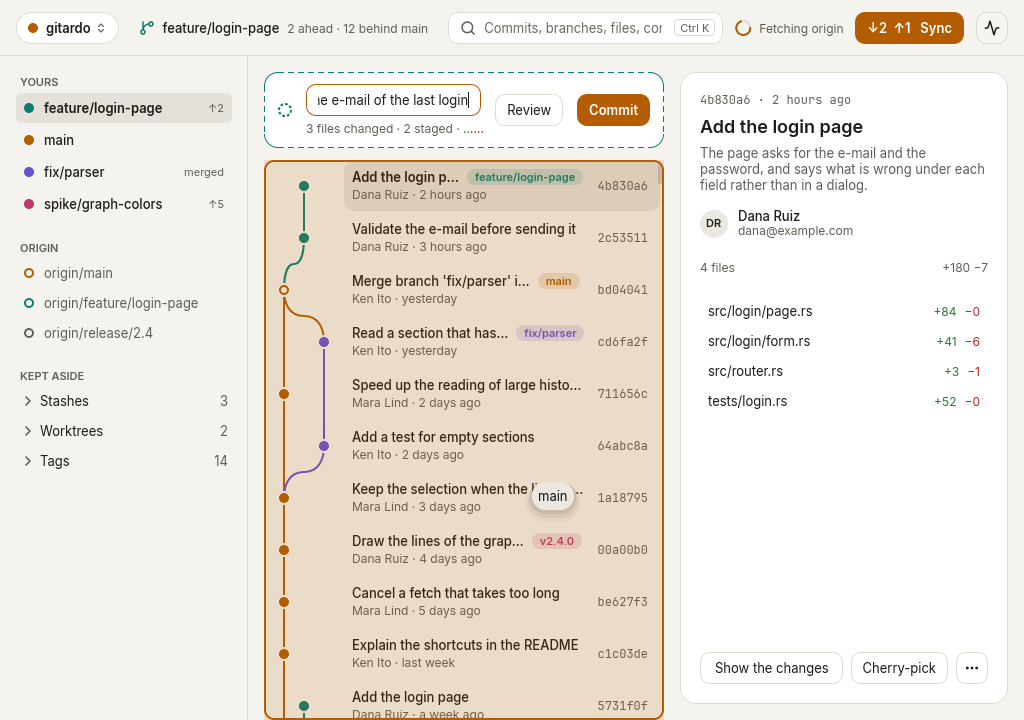 gitardo
feature/login-page 2 ahead · 12 behind main
Commits, branches, files, cor Ctrl K
Fetching origin
↓2 ↑1 Sync
YOURS
feature/login-page ↑2
main
fix/parser merged
spike/graph-colors ↑5
ORIGIN
origin/main
origin/feature/login-page
origin/release/2.4
KEPT ASIDE
Stashes 3
Worktrees 2
Tags 14
e e-mail of the last login
3 files changed · 2 staged · ......
Review
Commit
Add the login p... feature/login-page
Dana Ruiz · 2 hours ago 4b830a6
Validate the e-mail before sending it
Dana Ruiz · 3 hours ago 2c53511
Merge branch 'fix/parser' i... main
Ken Ito · yesterday bd04041
Read a section that has... fix/parser
Ken Ito · yesterday cd6fa2f
Speed up the reading of large histo...
Mara Lind · 2 days ago 711656c
Add a test for empty sections
Ken Ito · 2 days ago 64abc8a
Keep the selection when the
Mara Lind · 3 days ago 1a18795
main
Draw the lines of the grap... v2.4.0
Dana Ruiz · 4 days ago 00a00b0
Cancel a fetch that takes too long
Mara Lind · 5 days ago be627f3
Explain the shortcuts in the README
Ken Ito · last week c1c03de
Add the login page
Dana Ruiz · a week ago 5731f0f
4b830a6 · 2 hours ago
Add the login page
The page asks for the e-mail and the
password, and says what is wrong under each
field rather than in a dialog.
DR
Dana Ruiz
dana@example.com
4 files +180 −7
src/login/page.rs +84 −0
src/login/form.rs +41 −6
src/router.rs +3 −1
tests/login.rs +52 −0
Show the changes
Cherry-pick